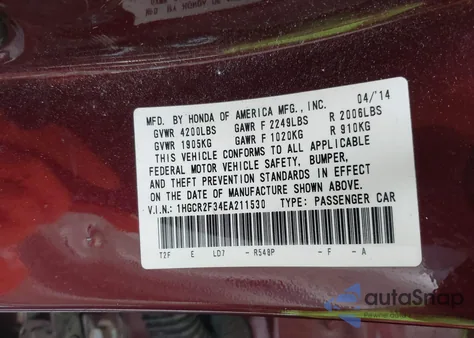 MFD. BY HONDA OF AMERICA MFG., INC. 04/14
GVWR 4200LBS GAWR F 2249LBS R 2006LBS
GVWR 1905KG GAWR F 1020KG R 910KG
THIS VEHICLE CONFORMS TO ALL APPLICABLE
FEDERAL MOTOR VEHICLE SAFETY, BUMPER,
AND THEFT PREVENTION STANDARDS IN EFFECT
ON THE DATE OF MANUFACTURE SHOWN ABOVE.
V.I.N.: 1HGCR2F34EA211530 TYPE: PASSENGER CAR
T2F E LD7 - R548P - F - A
autoSnap